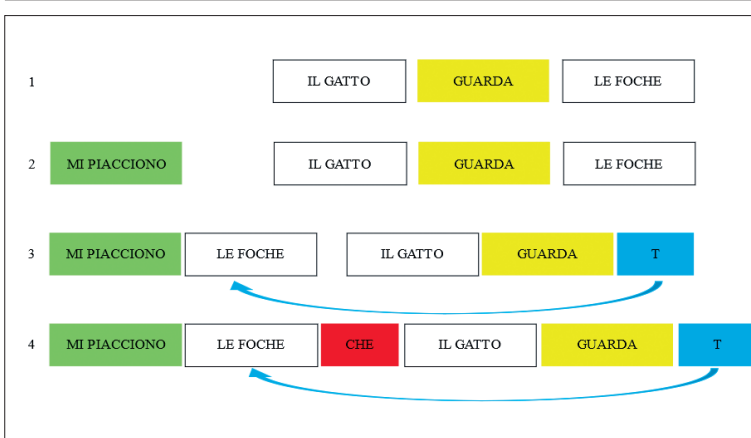 1 IL GATTO GUARDA LE FOCHE
2 MI PIACCIONO IL GATTO GUARDA LE FOCHE
3 MI PIACCIONO LE FOCHE IL GATTO GUARDA T
4 MI PIACCIONO LE FOCHE CHE IL GATTO GUARDA T